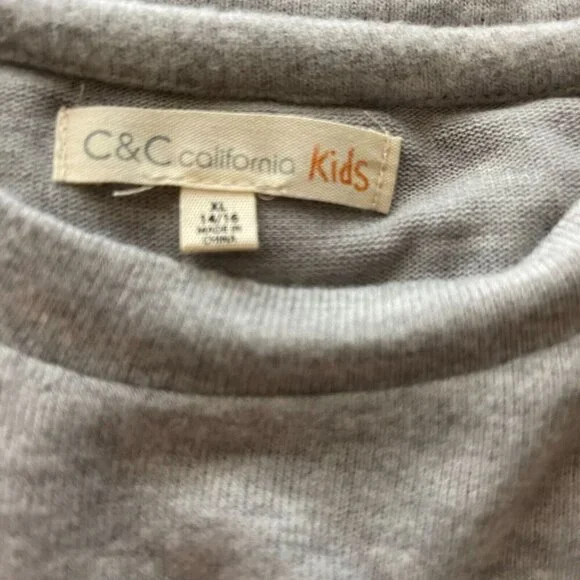 C&C california Kids
XL
14/16
MADE IN
CHINA